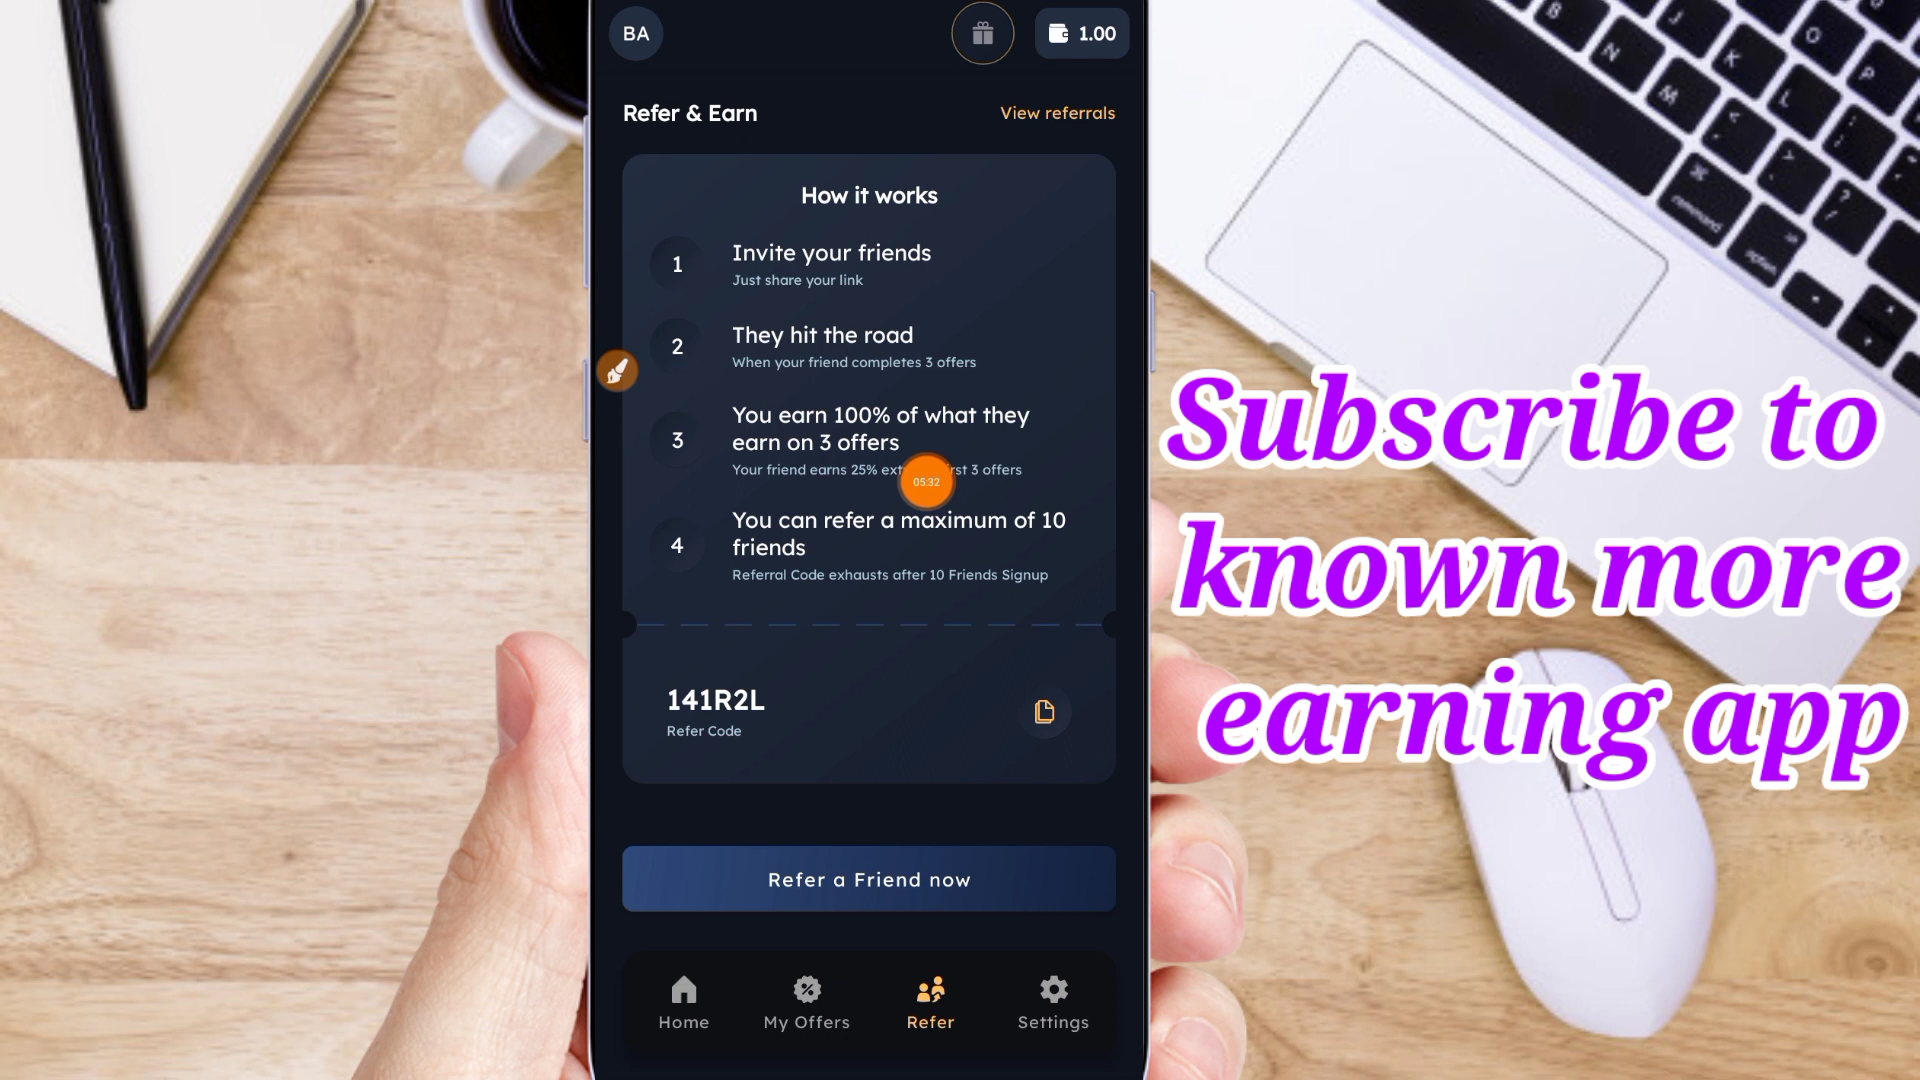 BA
1.00
Refer & Earn
View referrals
How it works
1
Invite your friends
Just share your link
2
They hit the road
When your friend completes 3 offers
3
You earn 100% of what they
earn on 3 offers
Your friend earns 25% 3 offers
05:32
4
You can refer a maximum of 10
friends
Referral Code exhausts after 10 Friends Signup
141R2L
Refer Code
Refer a Friend now
Home
My Offers
Refer
Settings
Subscribe to
known more
earning app
B
N
M
J
K
L
O
P
command
option